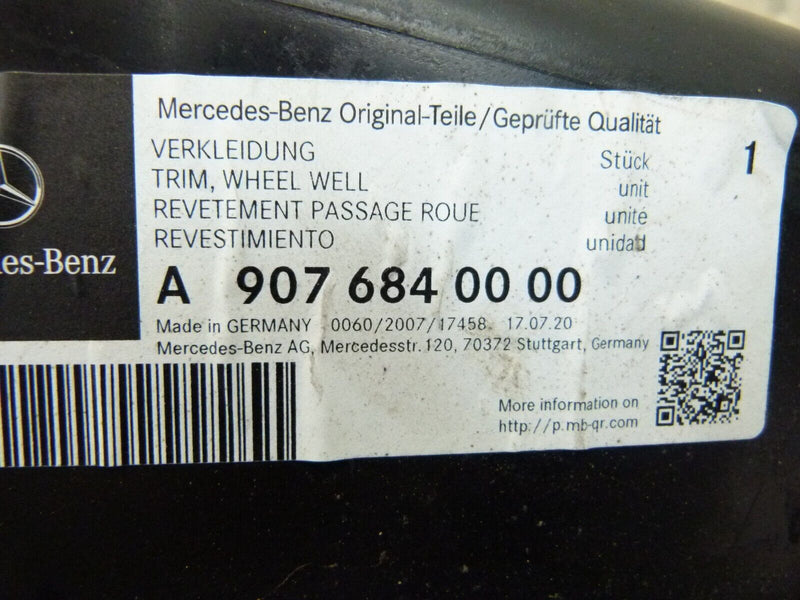 Mercedes-Benz Original-Teile/Geprüfte Qualität
VERKLEIDUNG Stück 1
TRIM, WHEEL WELL unit
REVETEMENT PASSAGE ROUE unité
REVESTIMIENTO unidad
es-Benz
A 907 684 00 00
Made in GERMANY 0060/2007/17458 17.07.20
Mercedes-Benz AG, Mercedesstr. 120, 70372 Stuttgart, Germany
More information on
http://p.mb-qr.com